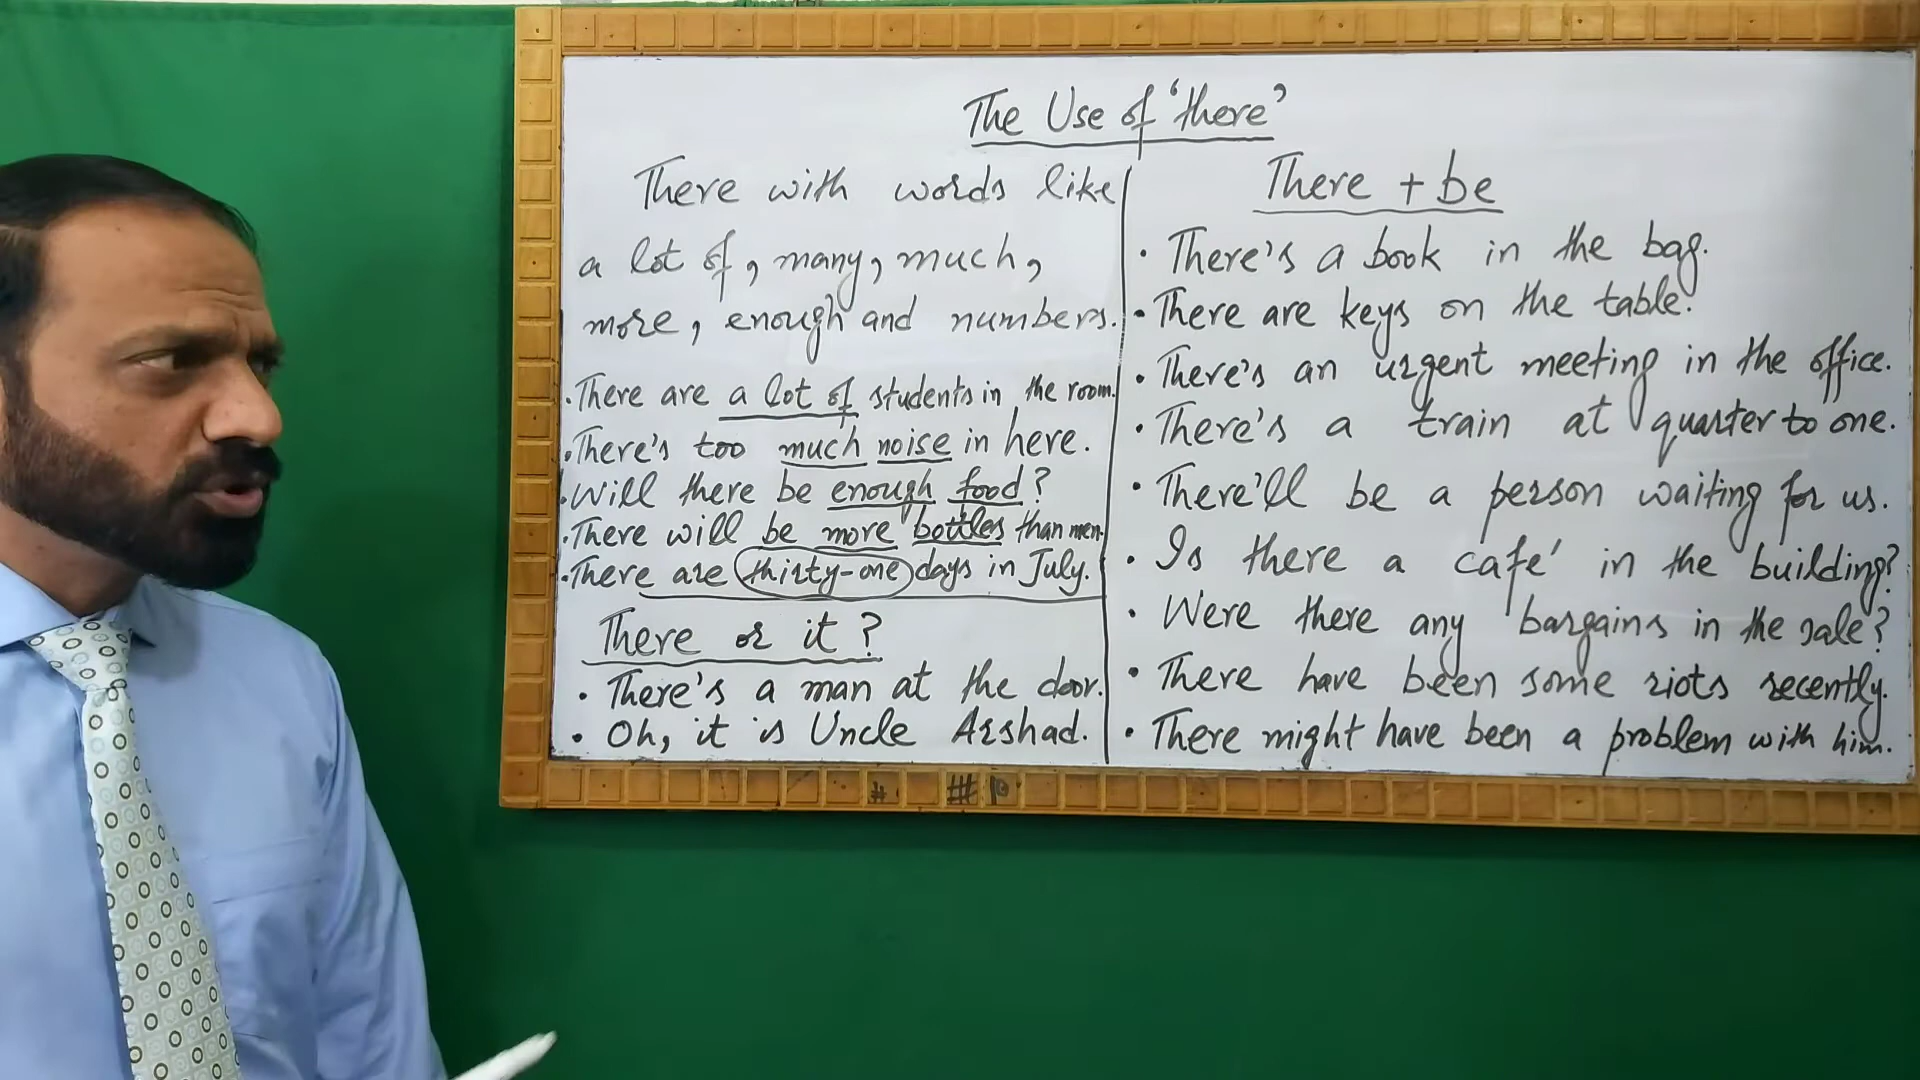 The Use of 'there'
There with words like
a lot of, many, much,
more, enough and numbers.
• There are a lot of students in the room.
• There's too much noise in here.
• Will there be enough food?
• There will be more bottles than men.
• There are thirty-one days in July.
There or it?
• There's a man at the door.
• Oh, it is Uncle Arshad.
There + be
• There's a book in the bag.
• There are keys on the table.
• There's an urgent meeting in the office.
• There's a train at quarter to one.
• There'll be a person waiting for us.
• Is there a café in the building?
• Were there any bargains in the sale?
• There have been some riots recently.
• There might have been a problem with him.